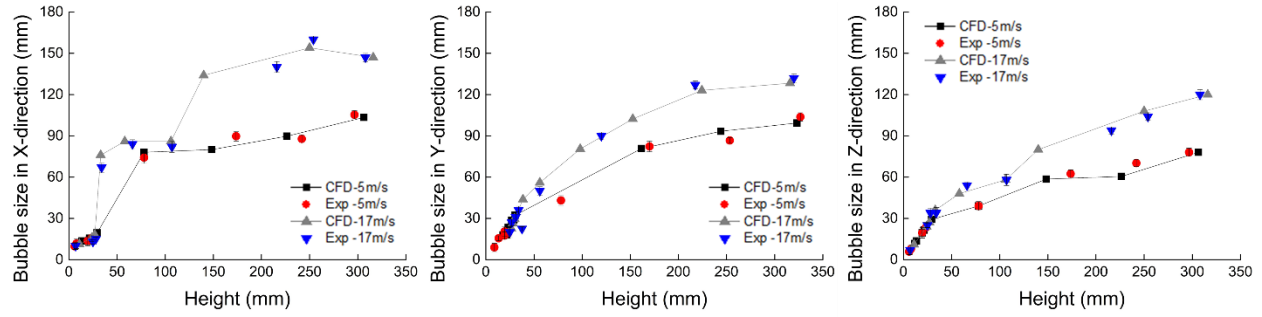 Bubble size in X-direction (mm)
180
150
120
90
60
30
0
0 50 100 150 200 250 300 350
Height (mm)
CFD-5m/s
Exp -5m/s
CFD-17m/s
Exp -17m/s
Bubble size in Y-direction (mm)
180
150
120
90
60
30
0
0 50 100 150 200 250 300 350
Height (mm)
CFD-5m/s
Exp -5m/s
CFD-17m/s
Exp -17m/s
Bubble size in Z-direction (mm)
180
150
120
90
60
30
0
0 50 100 150 200 250 300 350
Height (mm)
CFD-5m/s
Exp -5m/s
CFD-17m/s
Exp -17m/s